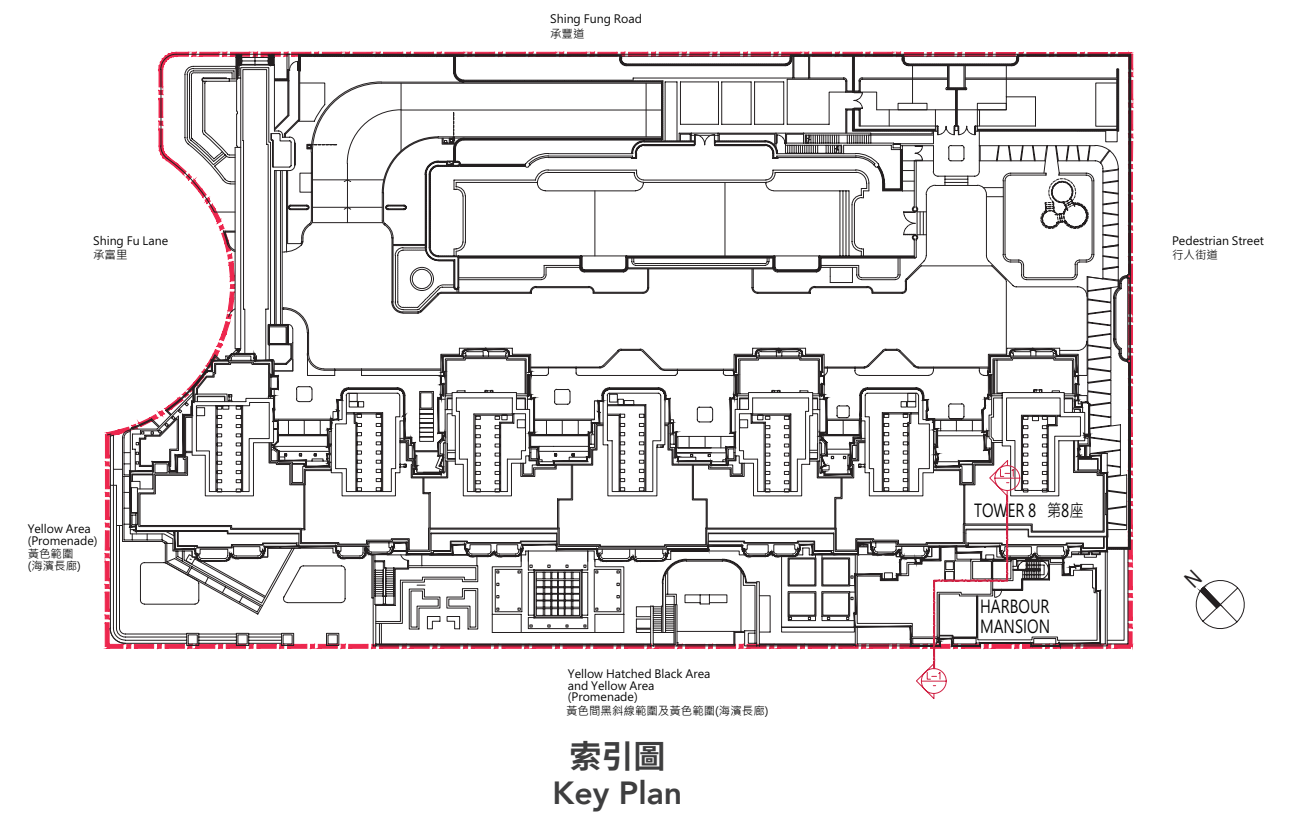 Shing Fung Road
承豐道
Shing Fu Lane
承富里
Pedestrian Street
行人街道
L-1
-
TOWER 8 第8座
Yellow Area
(Promenade)
黃色範圍
(海濱長廊)
N
HARBOUR
MANSION
L-1
-
Yellow Hatched Black Area
and Yellow Area
(Promenade)
黃色間黑斜線範圍及黃色範圍(海濱長廊)
索引圖
Key Plan